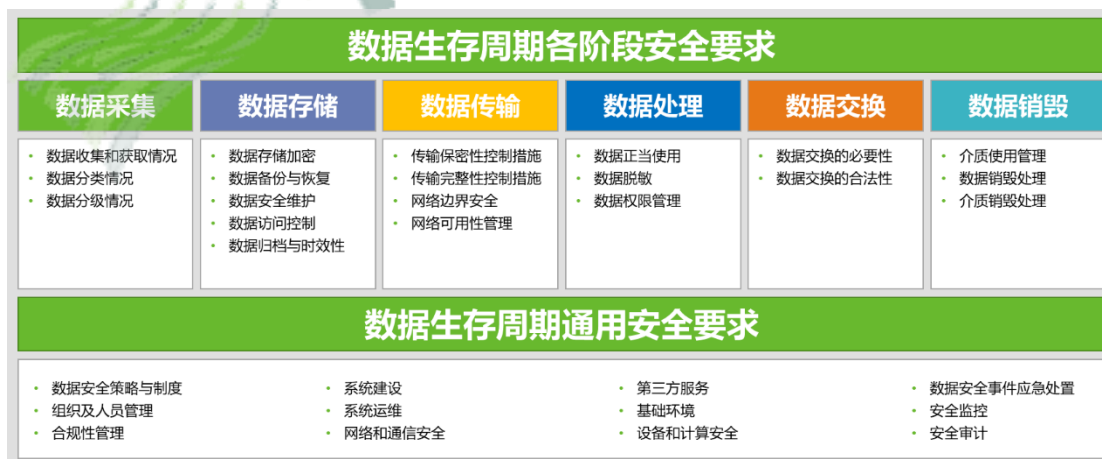 数据生存周期各阶段安全要求
数据采集
数据收集和获取情况
数据分类情况
数据分级情况
数据存储
数据存储加密
数据备份与恢复
数据安全维护
数据访问控制
数据归档与时效性
数据传输
传输保密性控制措施
传输完整性控制措施
网络边界安全
网络可用性管理
数据处理
数据正当使用
数据脱敏
数据权限管理
数据交换
数据交换的必要性
数据交换的合法性
数据销毁
介质使用管理
数据销毁处理
介质销毁处理
数据生存周期通用安全要求
数据安全策略与制度
组织及人员管理
合规性管理
系统建设
系统运维
网络和通信安全
第三方服务
基础环境
设备和计算安全
数据安全事件应急处置
安全监控
安全审计